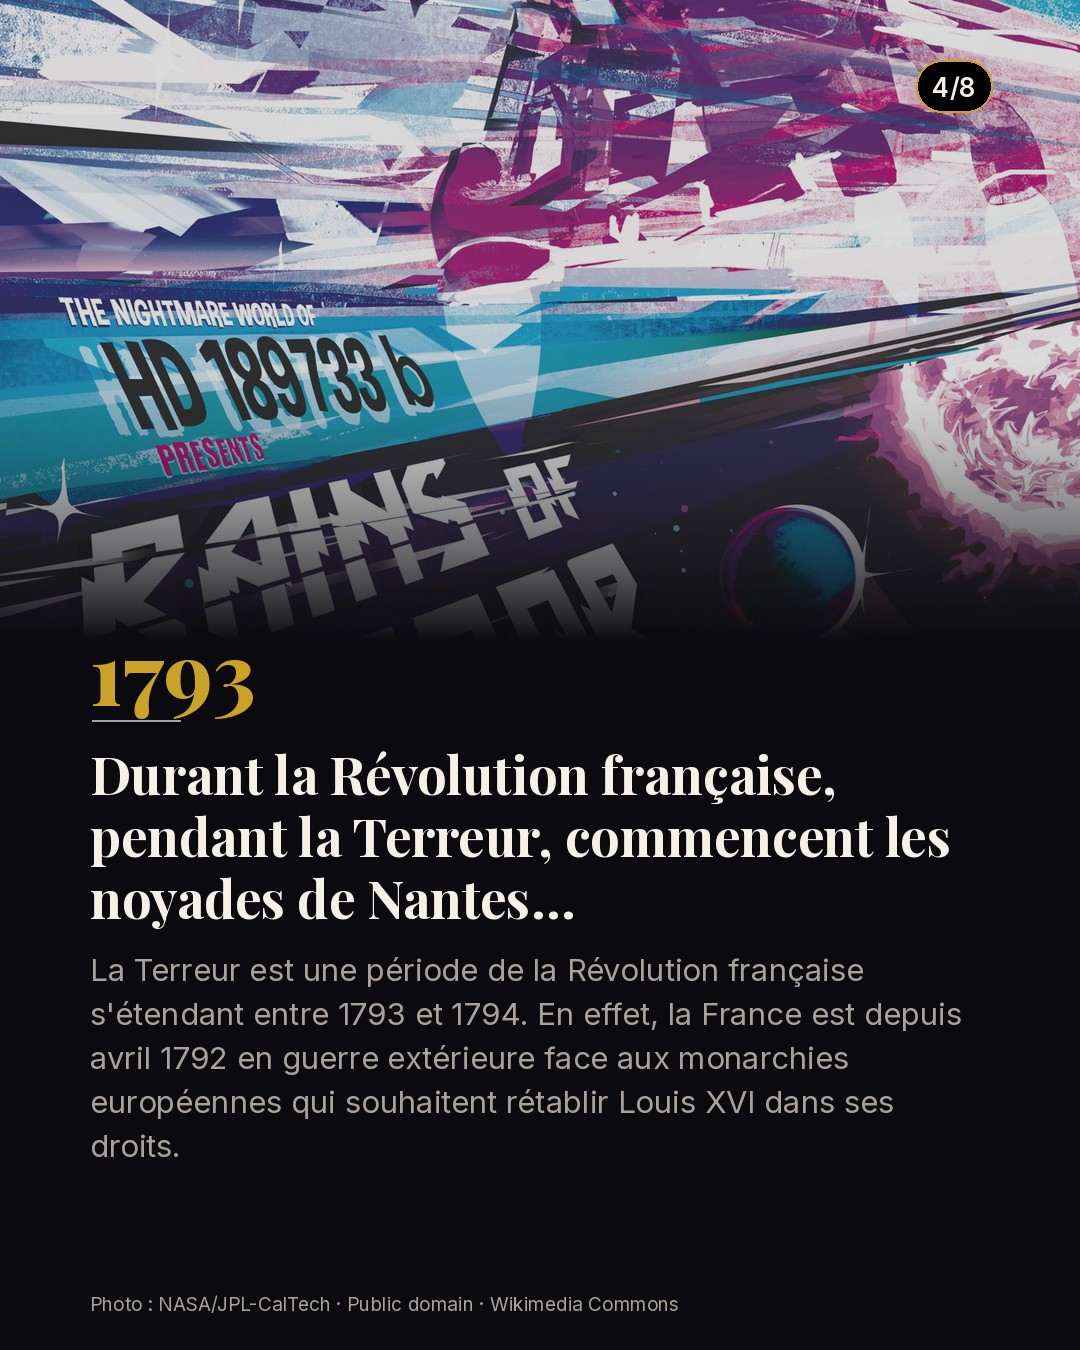 4/8
THE NIGHTMARE WORLD OF
HD 189733 b
PRESENTS
RAINS OF
1793
Durant la Révolution française,
pendant la Terreur, commencent les
noyades de Nantes...
La Terreur est une période de la Révolution française
s'étendant entre 1793 et 1794. En effet, la France est depuis
avril 1792 en guerre extérieure face aux monarchies
européennes qui souhaitent rétablir Louis XVI dans ses
droits.
Photo : NASA/JPL-CalTech · Public domain · Wikimedia Commons